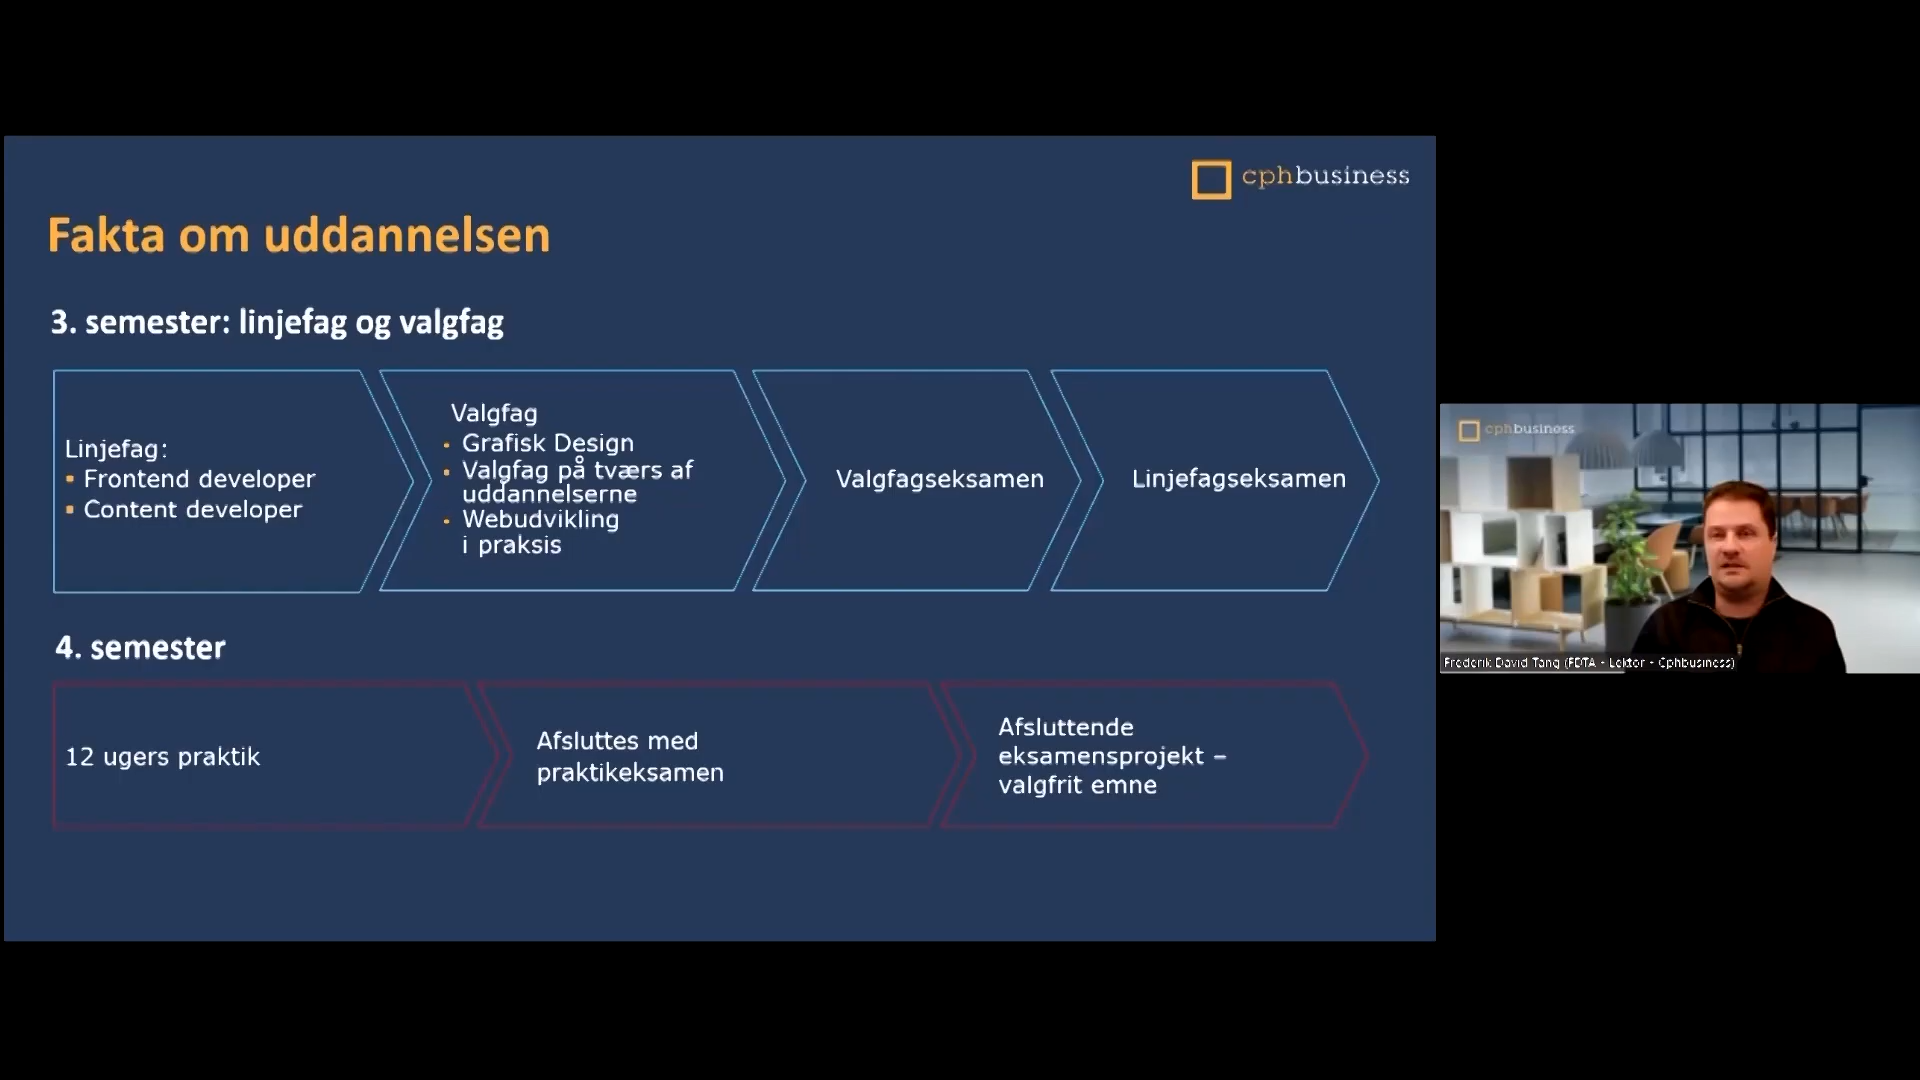 cphbusiness
Fakta om uddannelsen
3. semester: linjefag og valgfag
Linjefag:
▪ Frontend developer
▪ Content developer
Valgfag
• Grafisk Design
• Valgfag på tværs af
uddannelserne
• Webudvikling
i praksis
Valgfagseksamen
Linjefagseksamen
4. semester
12 ugers praktik
Afsluttes med
praktikeksamen
Afsluttende
eksamensprojekt –
valgfrit emne
cphbusiness
Frederik David Tang (FDTA - Lektor - Cphbusiness)